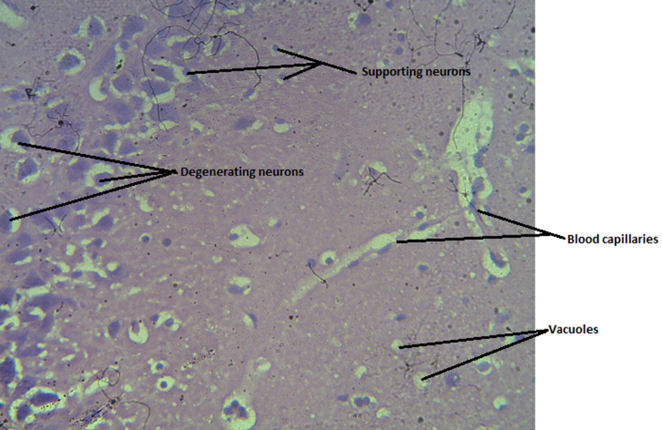 Supporting neurons
Degenerating neurons
Blood capillaries
Vacuoles